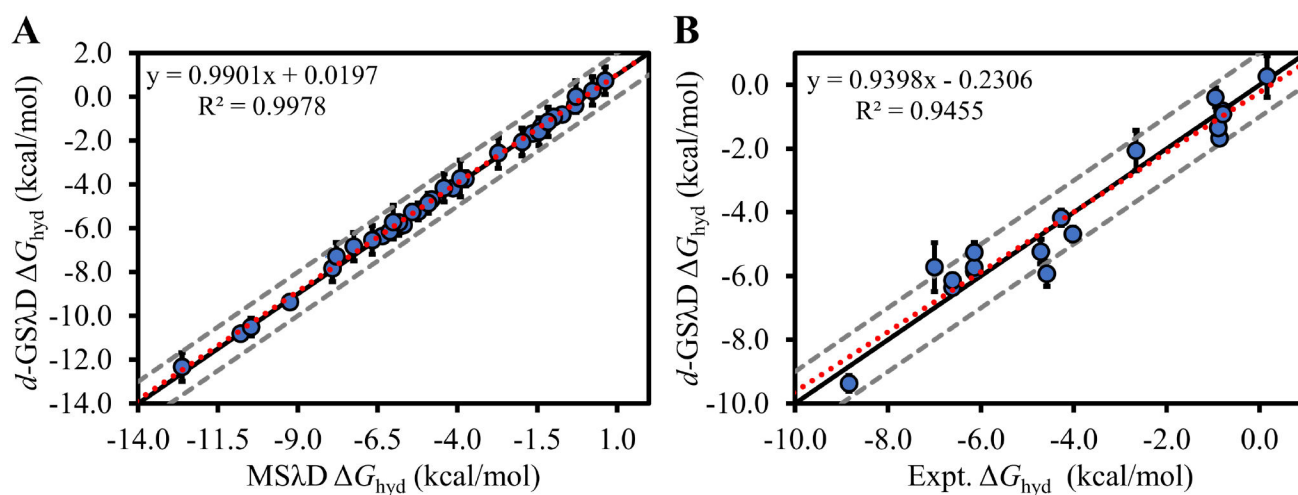 A
y = 0.9901x + 0.0197
R² = 0.9978
d-GSλD ΔGhyd (kcal/mol)
2.0
0.0
-2.0
-4.0
-6.0
-8.0
-10.0
-12.0
-14.0
-14.0 -11.5 -9.0 -6.5 -4.0 -1.5 1.0
MSλD ΔGhyd (kcal/mol)
B
y = 0.9398x - 0.2306
R² = 0.9455
d-GSλD ΔGhyd (kcal/mol)
0.0
-2.0
-4.0
-6.0
-8.0
-10.0
-10.0 -8.0 -6.0 -4.0 -2.0 0.0
Expt. ΔGhyd (kcal/mol)